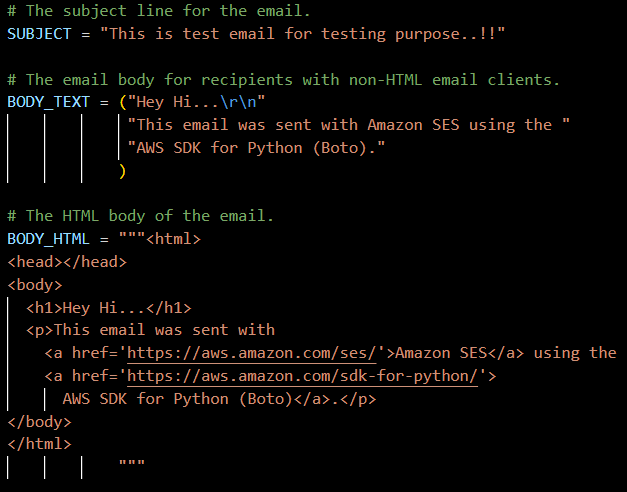 # The subject line for the email.
SUBJECT = "This is test email for testing purpose..!!"
# The email body for recipients with non-HTML email clients.
BODY_TEXT = ("Hey Hi...\r\n"
"This email was sent with Amazon SES using the "
"AWS SDK for Python (Boto)."
)
# The HTML body of the email.
BODY_HTML = """<html>
<head></head>
<body>
<h1>Hey Hi...</h1>
<p>This email was sent with
<a href='https://aws.amazon.com/ses/'>Amazon SES</a> using the
<a href='https://aws.amazon.com/sdk-for-python/'>
AWS SDK for Python (Boto)</a>.</p>
</body>
</html>
"""